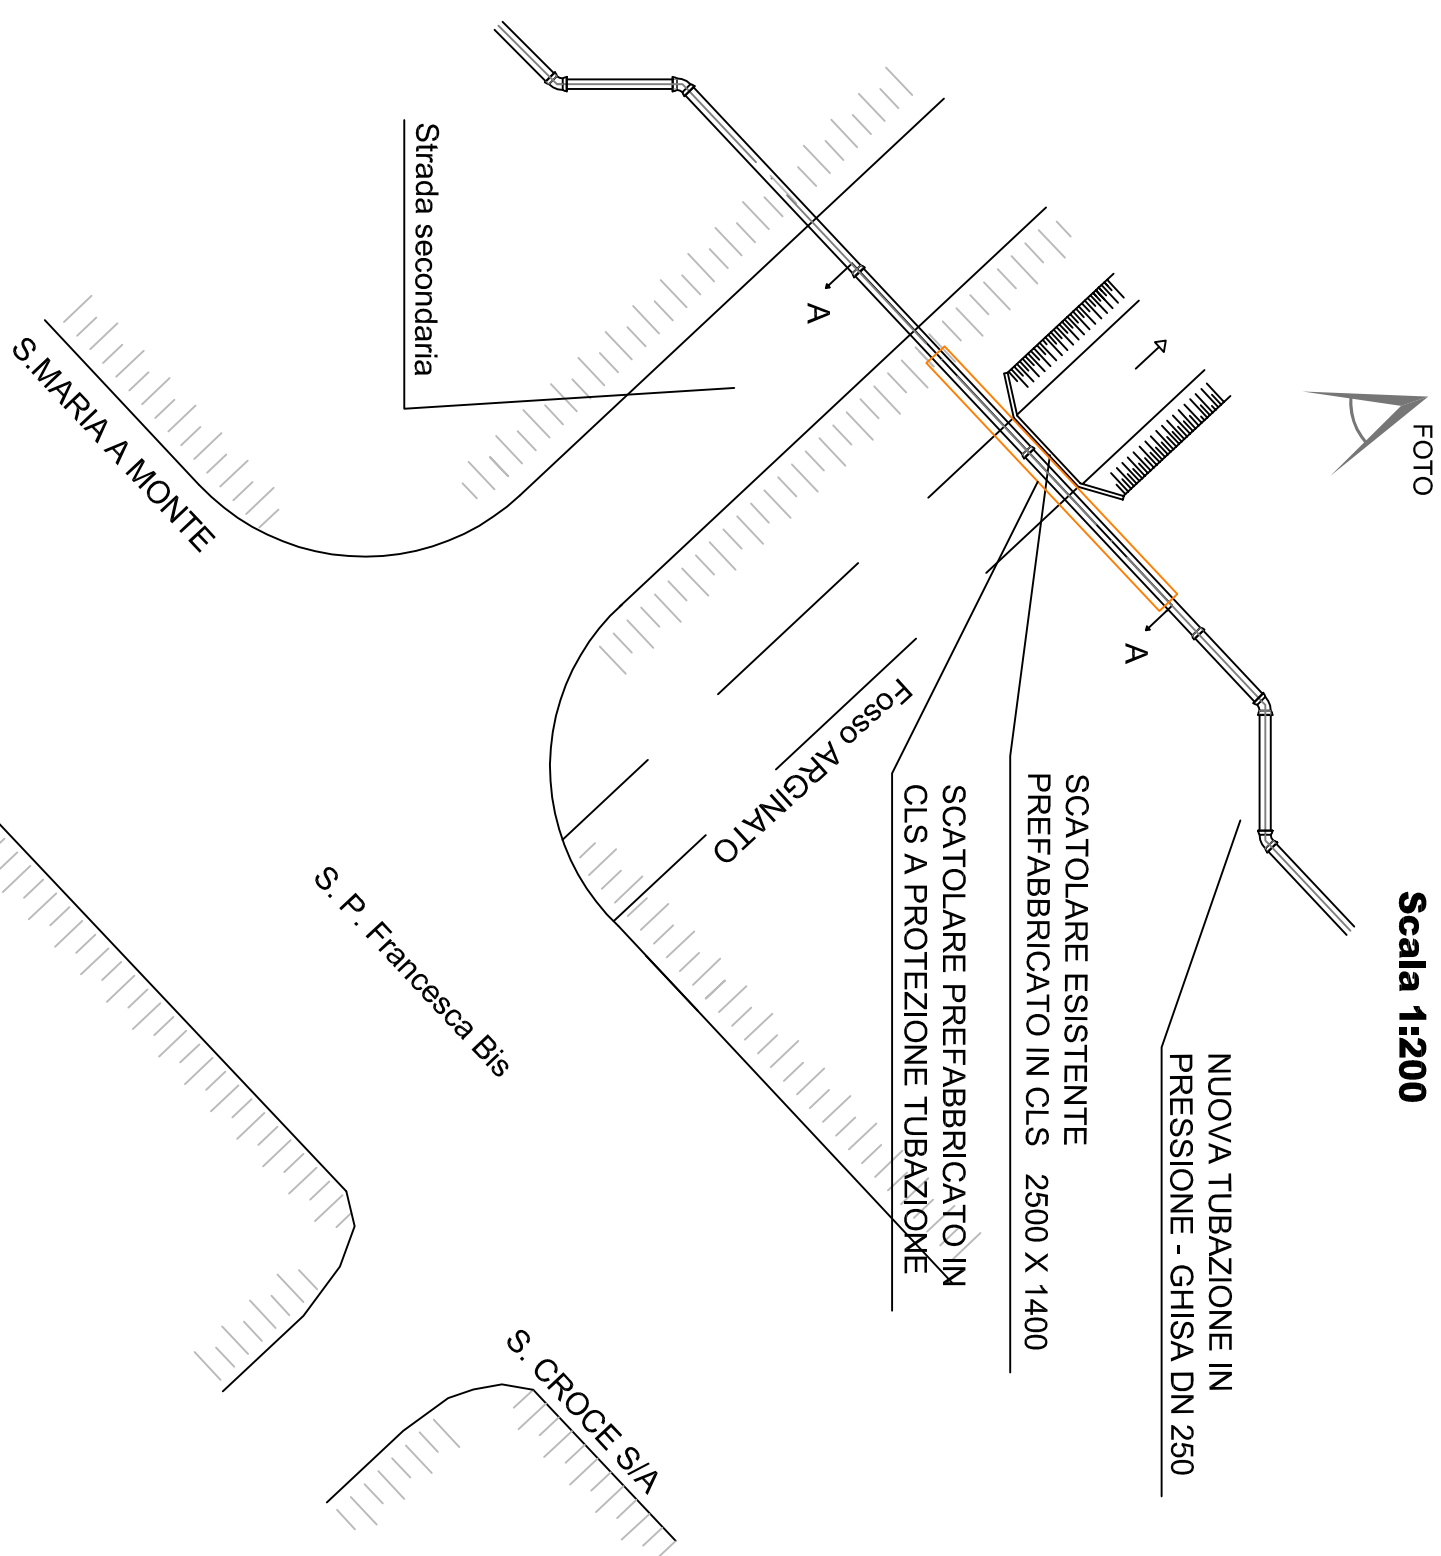 Scala 1:200
FOTO
NUOVA TUBAZIONE IN
PRESSIONE - GHISA DN 250
SCATOLARE ESISTENTE
PREFABBRICATO IN CLS 2500 X 1400
SCATOLARE PREFABBRICATO IN
CLS A PROTEZIONE TUBAZIONE
A
A
Fosso ARGINATO
Strada secondaria
S.MARIA A MONTE
S. P. Francesca Bis
S. CROCE S/A